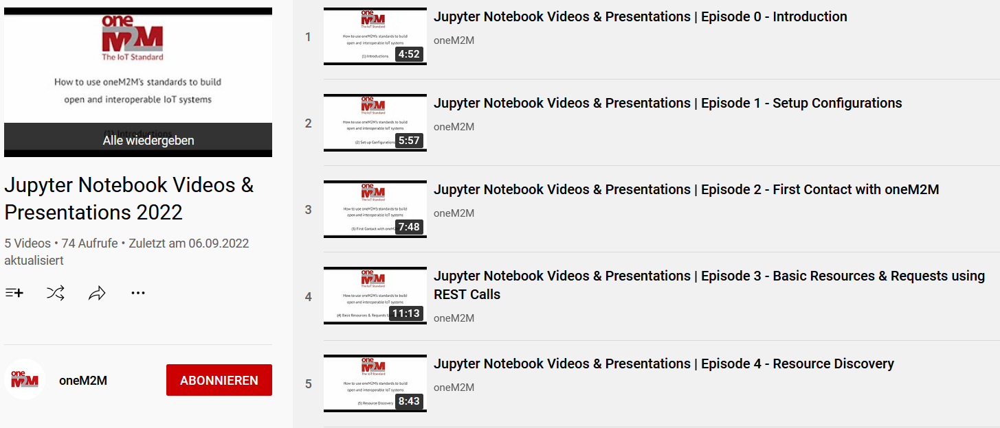 one
M2M
The IoT Standard
How to use oneM2M's standards to build
open and interoperable IoT systems
(1) Introductions
Alle wiedergeben
Jupyter Notebook Videos &
Presentations 2022
5 Videos • 74 Aufrufe • Zuletzt am 06.09.2022
aktualisiert
one
M2M
oneM2M
ABONNIEREN
1
one
M2M
The IoT Standard
How to use oneM2M's standards to build
open and interoperable IoT systems
(1) Introductions
4:52
Jupyter Notebook Videos & Presentations | Episode 0 - Introduction
oneM2M
2
one
M2M
The IoT Standard
How to use oneM2M's standards to build
open and interoperable IoT systems
(2) Set-up Configurations
5:57
Jupyter Notebook Videos & Presentations | Episode 1 - Setup Configurations
oneM2M
3
one
M2M
The IoT Standard
How to use oneM2M's standards to build
open and interoperable IoT systems
(3) First Contact with oneM
7:48
Jupyter Notebook Videos & Presentations | Episode 2 - First Contact with oneM2M
oneM2M
4
one
M2M
The IoT Standard
How to use oneM2M's standards to build
open and interoperable IoT systems
(4) Basic Resources & Requests
11:13
Jupyter Notebook Videos & Presentations | Episode 3 - Basic Resources & Requests using
REST Calls
oneM2M
5
one
M2M
The IoT Standard
How to use oneM2M's standards to build
open and interoperable IoT systems
(5) Resource Discovery
8:43
Jupyter Notebook Videos & Presentations | Episode 4 - Resource Discovery
oneM2M